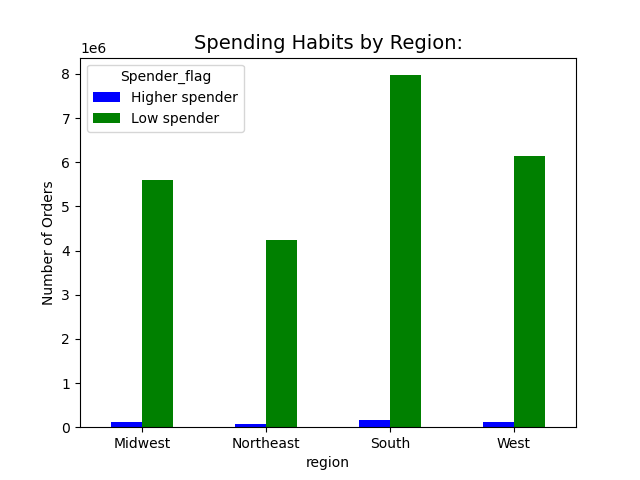 Spending Habits by Region:
1e6
Spender_flag
Higher spender
Low spender
8
7
6
5
4
3
2
1
0
Number of Orders
Midwest Northeast South West
region